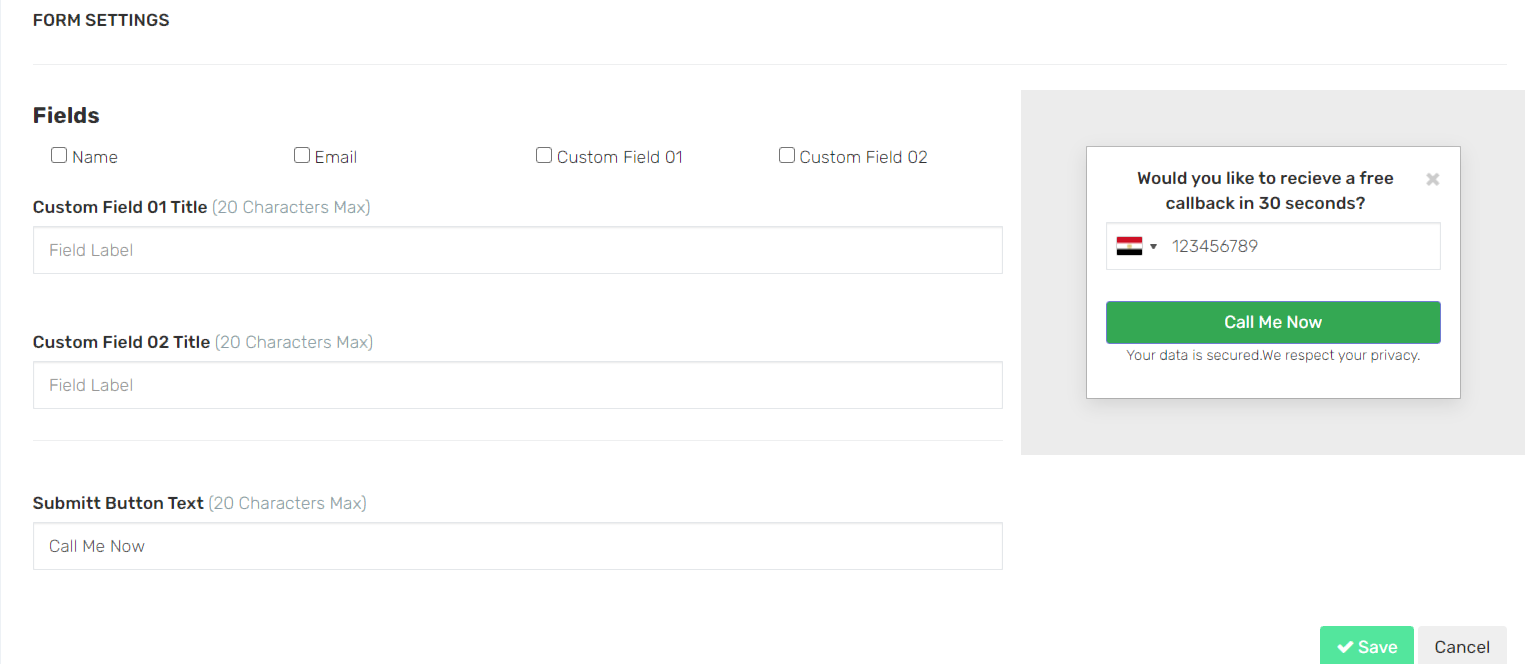 FORM SETTINGS
Fields
Name
Email
Custom Field 01
Custom Field 02
Custom Field 01 Title (20 Characters Max)
Field Label
Custom Field 02 Title (20 Characters Max)
Field Label
Submitt Button Text (20 Characters Max)
Call Me Now
Would you like to recieve a free
callback in 30 seconds?
123456789
Call Me Now
Your data is secured.We respect your privacy.
Save
Cancel